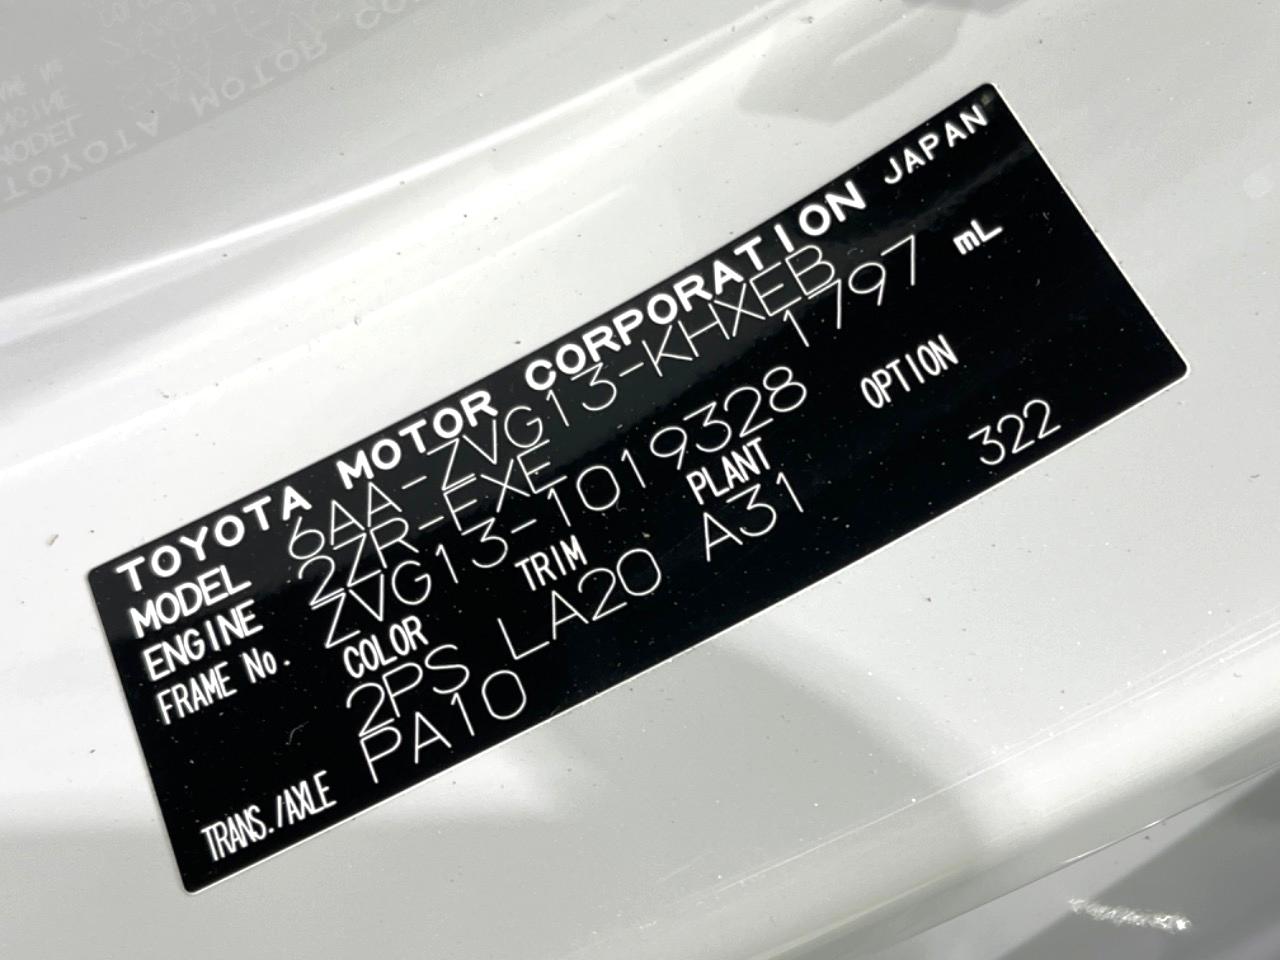 TOYOTA MOTOR CORPORATION JAPAN
MODEL 6AA-ZVG13-KHXEB
ENGINE 2ZR-FXE 1797 mL
FRAME No. ZVG13-1019328
COLOR TRIM PLANT OPTION
2PS LA20 A31 322
TRANS./AXLE PA10